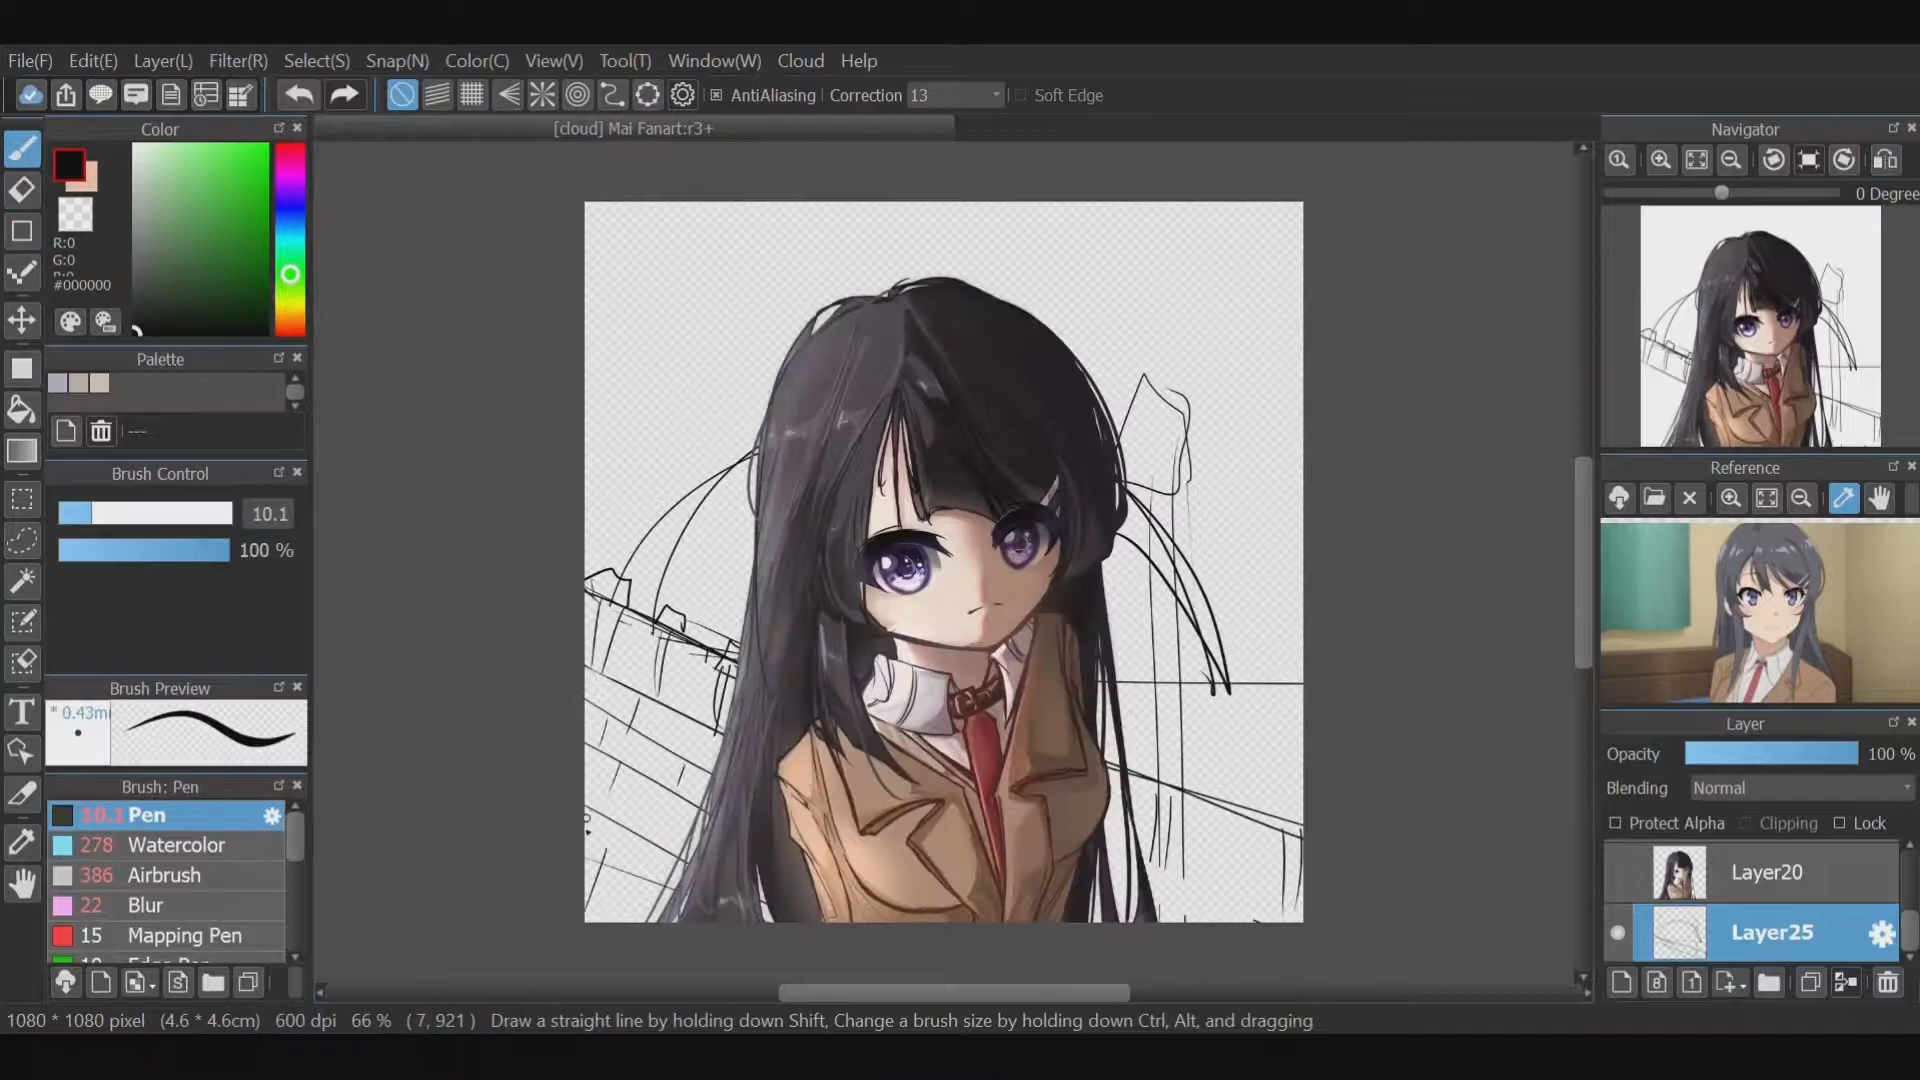 File(F) Edit(E) Layer(L) Filter(R) Select(S) Snap(N) Color(C) View(V) Tool(T) Window(W) Cloud Help
AntiAliasing Correction 13 Soft Edge
Color
[cloud] Mai Fanart:r3+
Navigator
0 Degree
R:0
G:0
#000000
Palette
---
Brush Control
10.1
100 %
Reference
Brush Preview
* 0.43m
Brush: Pen
10.1 Pen
278 Watercolor
386 Airbrush
22 Blur
15 Mapping Pen
Layer
Opacity 100 %
Blending Normal
Protect Alpha Clipping Lock
Layer20
Layer25
1080 * 1080 pixel (4.6 * 4.6cm) 600 dpi 66 % ( 7, 921 ) Draw a straight line by holding down Shift, Change a brush size by holding down Ctrl, Alt, and dragging